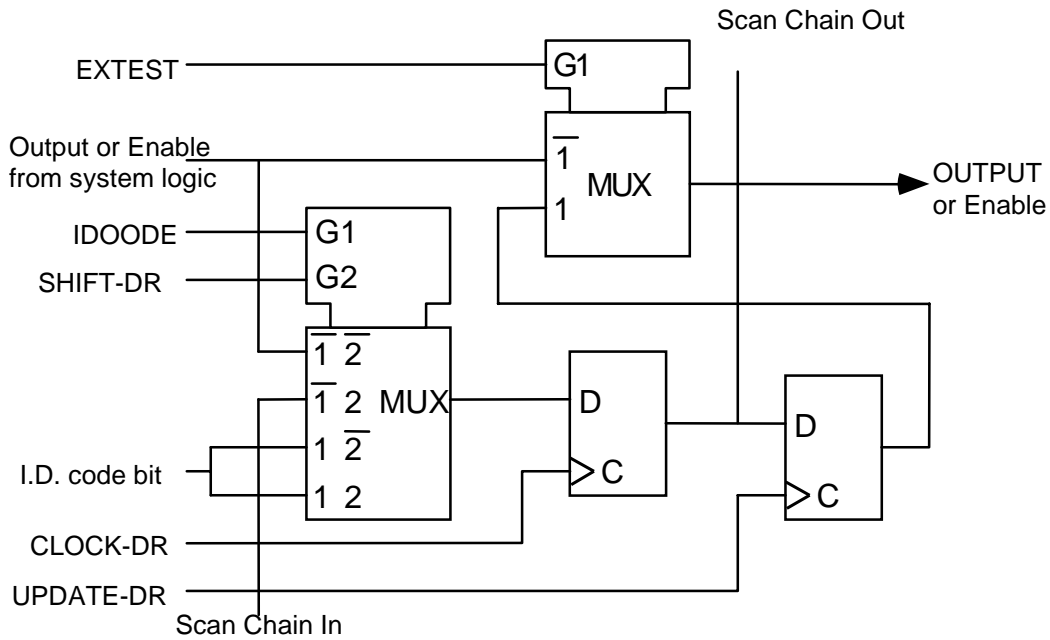 Scan Chain Out
EXTEST
G1
Output or Enable
from system logic
1̅
MUX
1
OUTPUT
or Enable
IDOODE
G1
SHIFT-DR
G2
1̅ 2̅
1̅ 2 MUX
1 2̅
1 2
I.D. code bit
D
C
D
C
CLOCK-DR
UPDATE-DR
Scan Chain In